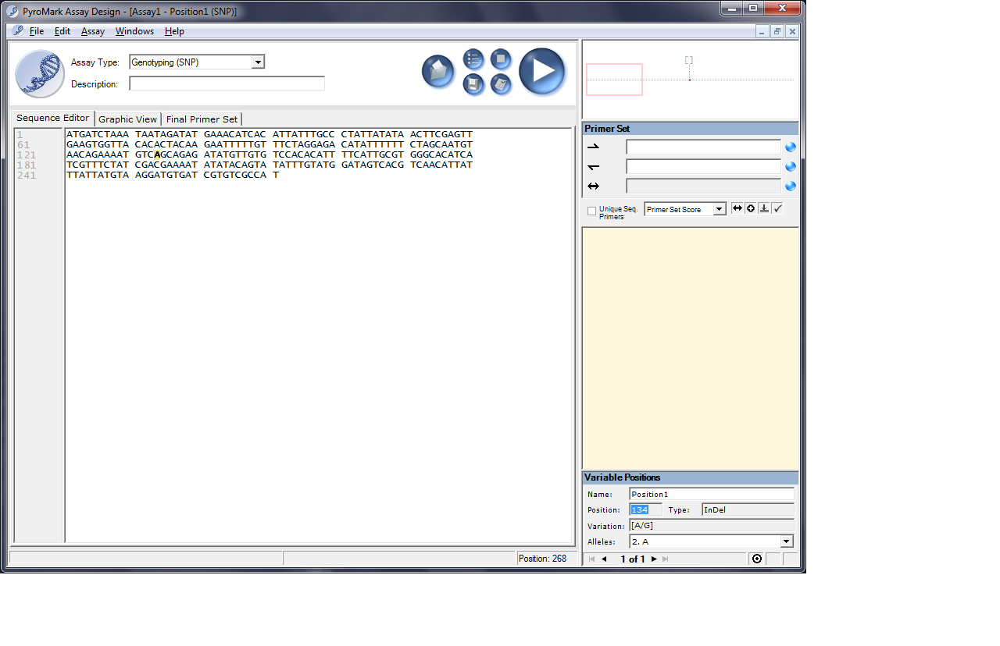 PyroMark Assay Design - [Assay1 - Position1 (SNP)]
File Edit Assay Windows Help
Assay Type: Genotyping (SNP)
Description:
Sequence Editor Graphic View Final Primer Set
1 ATGATCTAAA TAATAGATAT GAAACATCAC ATTATTTGCC CTATTATATA ACTTCGAGTT
61 GAAGTGGTTA CACACTACAA GAATTTTTGT TTCTAGGAGA CATATTTTTT CTAGCAATGT
121 AACAGAAAAT GTCAGCAGAG ATATGTTGTG TCCACACATT TTCATTGCGT GGGCACATCA
181 TCGTTTCTAT CGACGAAAAT ATATACAGTA TATTTGTATG GATAGTCACG TCAACATTAT
241 TTATTATGTA AGGATGTGAT CGTGTCGCCA T
Position: 268
[]
Primer Set
Unique Seq. Primer Set Score
Primers
Variable Positions
Name: Position1
Position: 134 Type: InDel
Variation: [A/G]
Alleles: 2. A
1 of 1